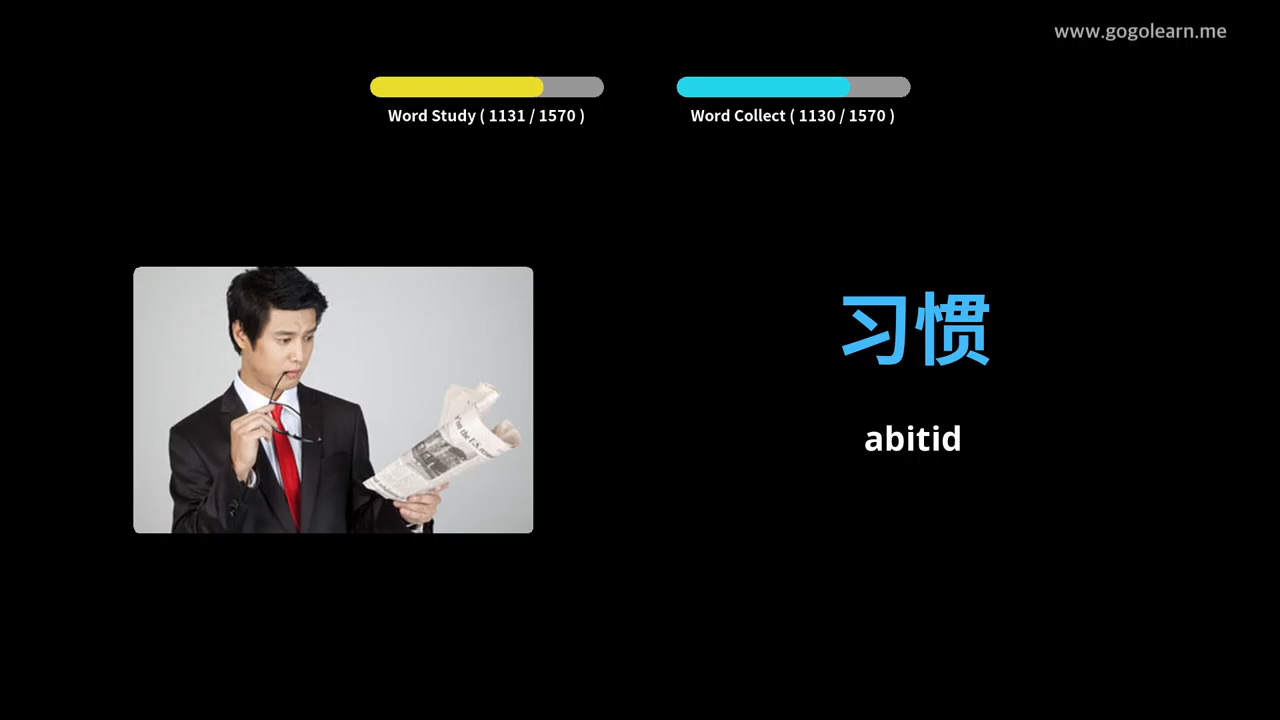 www.gogolearn.me
Word Study ( 1131 / 1570 )
Word Collect ( 1130 / 1570 )
习惯
abitid